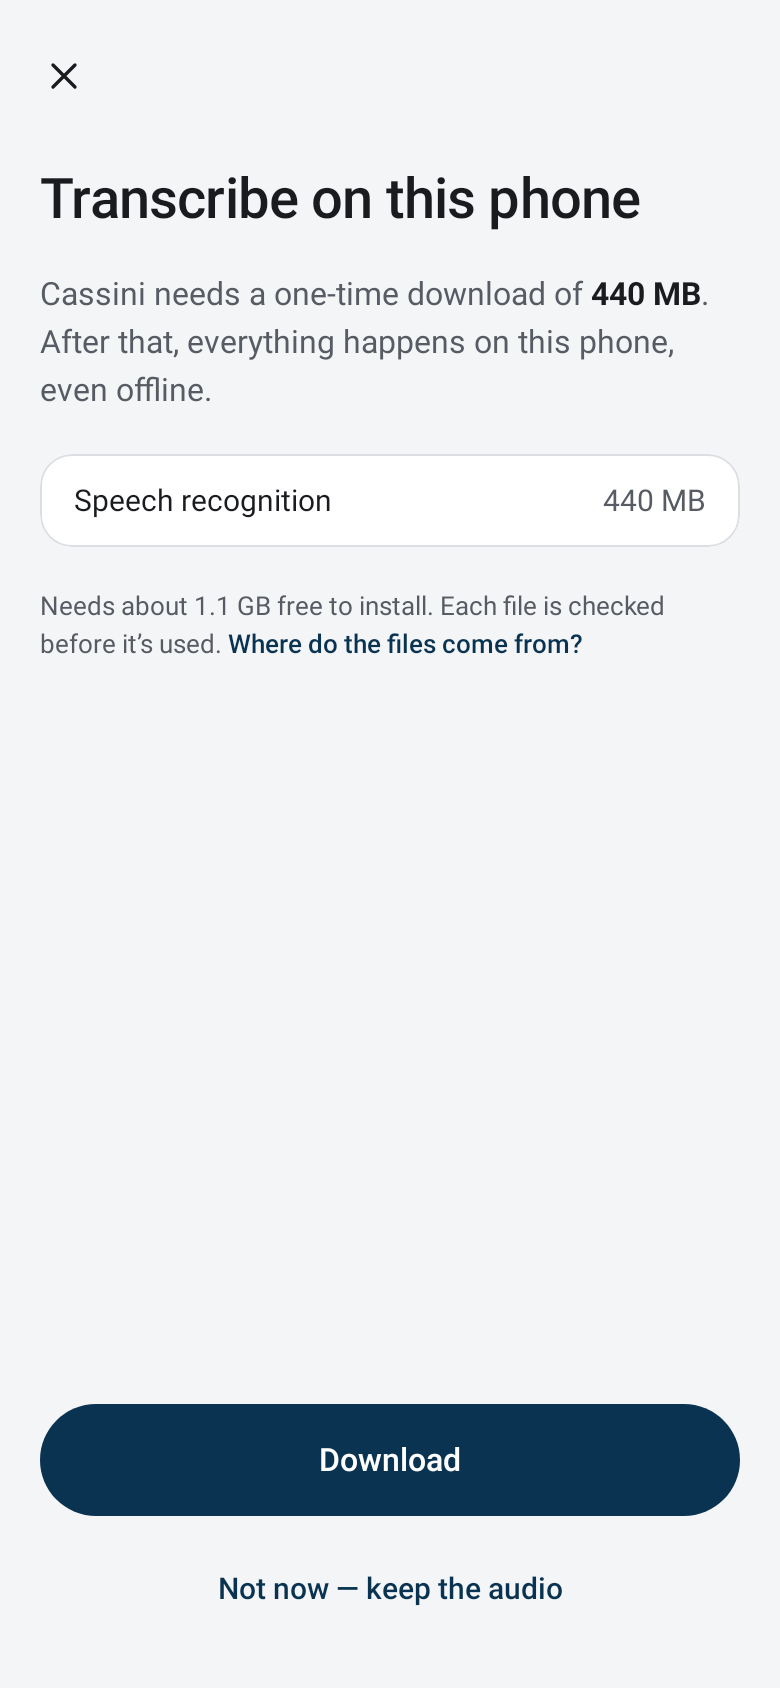 Transcribe on this phone
Cassini needs a one-time download of 440 MB.
After that, everything happens on this phone,
even offline.
Speech recognition 440 MB
Needs about 1.1 GB free to install. Each file is checked
before it’s used. Where do the files come from?
Download
Not now — keep the audio